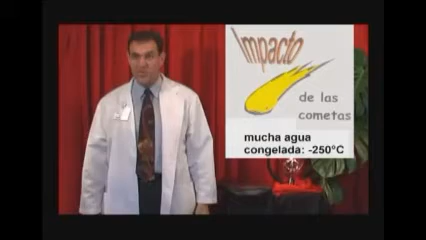 Impacto
de las
cometas
mucha agua
congelada: -250°C